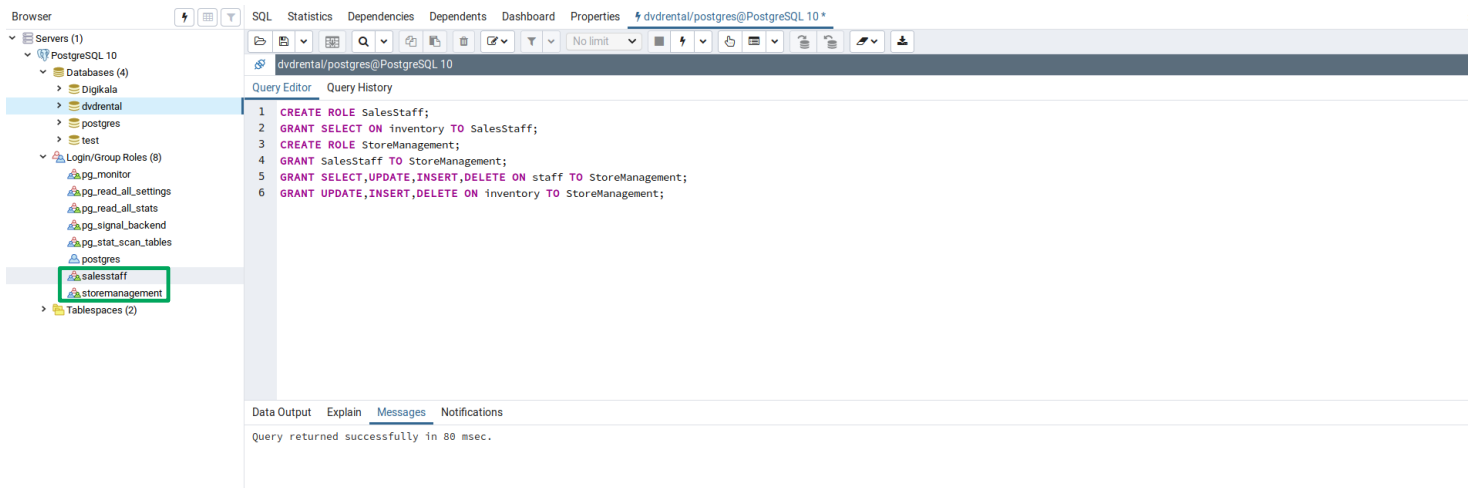 Browser
SQL Statistics Dependencies Dependents Dashboard Properties dvdrental/postgres@PostgreSQL 10 *
Servers (1)
PostgreSQL 10
Databases (4)
Digikala
dvdrental
postgres
test
Login/Group Roles (8)
pg_monitor
pg_read_all_settings
pg_read_all_stats
pg_signal_backend
pg_stat_scan_tables
postgres
salesstaff
storemanagement
Tablespaces (2)
No limit
dvdrental/postgres@PostgreSQL 10
Query Editor Query History
1 CREATE ROLE SalesStaff;
2 GRANT SELECT ON inventory TO SalesStaff;
3 CREATE ROLE StoreManagement;
4 GRANT SalesStaff TO StoreManagement;
5 GRANT SELECT,UPDATE,INSERT,DELETE ON staff TO StoreManagement;
6 GRANT UPDATE,INSERT,DELETE ON inventory TO StoreManagement;
Data Output Explain Messages Notifications
Query returned successfully in 80 msec.